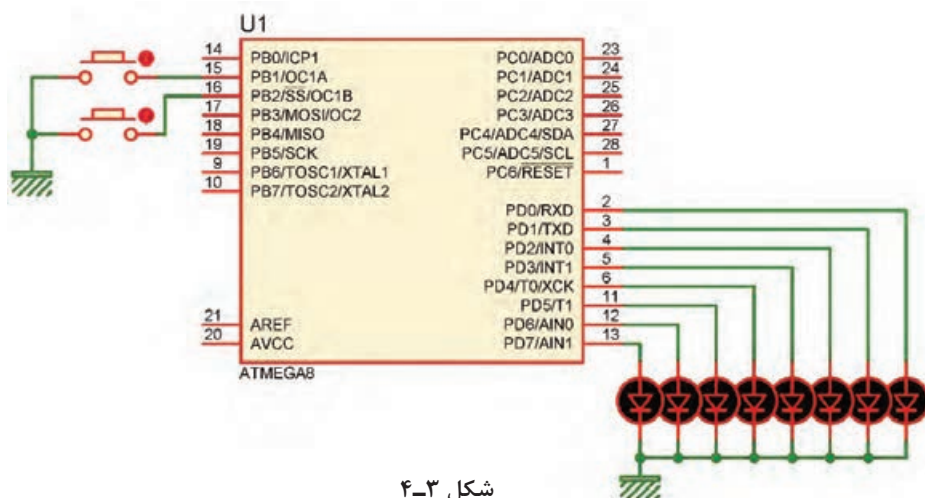 U1
14 PB0/ICP1
15 PB1/OC1A
16 PB2/SS/OC1B
17 PB3/MOSI/OC2
18 PB4/MISO
19 PB5/SCK
9 PB6/TOSC1/XTAL1
10 PB7/TOSC2/XTAL2
21 AREF
20 AVCC
PC0/ADC0 23
PC1/ADC1 24
PC2/ADC2 25
PC3/ADC3 26
PC4/ADC4/SDA 27
PC5/ADC5/SCL 28
PC6/RESET 1
PD0/RXD 2
PD1/TXD 3
PD2/INT0 4
PD3/INT1 5
PD4/T0/XCK 6
PD5/T1 11
PD6/AIN0 12
PD7/AIN1 13
ATMEGA8
شکل ۳ـ۴